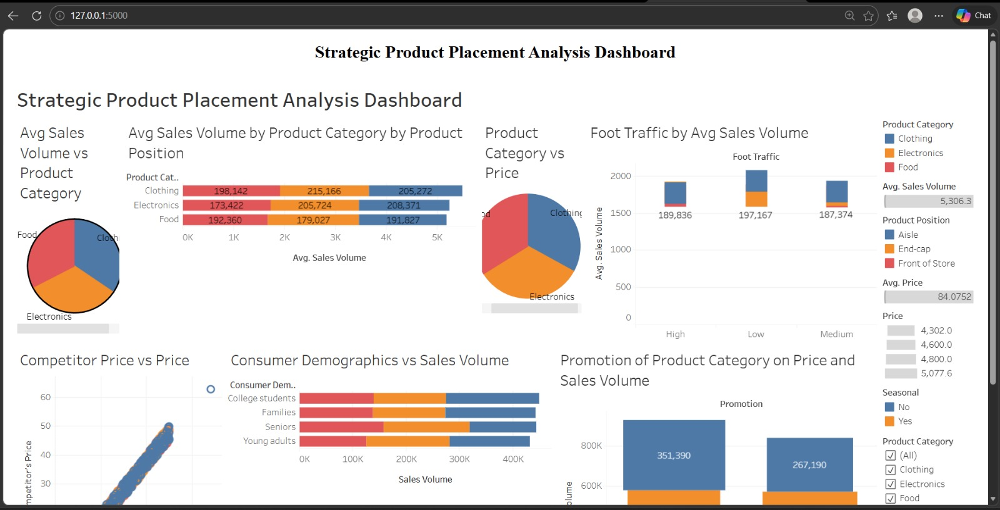 127.0.0.1:5000
Chat
Strategic Product Placement Analysis Dashboard
Strategic Product Placement Analysis Dashboard
Avg Sales
Volume vs
Product
Category
Food
Clothi
Electronics
Avg Sales Volume by Product Category by Product
Position
Product Cat..
Clothing
198,142
215,166
205,272
Electronics
173,422
205,724
208,371
Food
192,360
179,027
191,827
0K
1K
2K
3K
4K
5K
Avg. Sales Volume
Product
Category vs
Price
od
Clothing
Electronics
Foot Traffic by Avg Sales Volume
Foot Traffic
Avg. Sales Volume
2000
1500
1000
500
0
189,836
197,167
187,374
High
Low
Medium
Product Category
Clothing
Electronics
Food
Avg. Sales Volume
5,306.3
Product Position
Aisle
End-cap
Front of Store
Avg. Price
84.0752
Price
4,302.0
4,600.0
4,800.0
5,077.6
Seasonal
No
Yes
Product Category
(All)
Clothing
Electronics
Food
Competitor Price vs Price
mpetitor's Price
60
50
40
30
Consumer Demographics vs Sales Volume
Consumer Dem..
College students
Families
Seniors
Young adults
0K
100K
200K
300K
400K
Sales Volume
Promotion of Product Category on Price and
Sales Volume
Promotion
800K
600K
olume
351,390
267,190